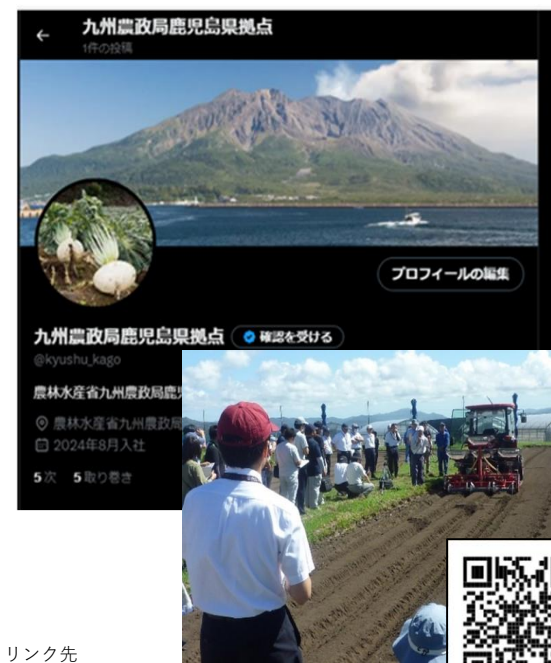 九州農政局鹿児島県拠点
1件の投稿
プロフィールの編集
九州農政局鹿児島県拠点
確認を受ける
@kyushu_kago
農林水産省九州農政局鹿
農林水産省九州農政局
2024年8月入社
5次 5取り巻き
リンク先